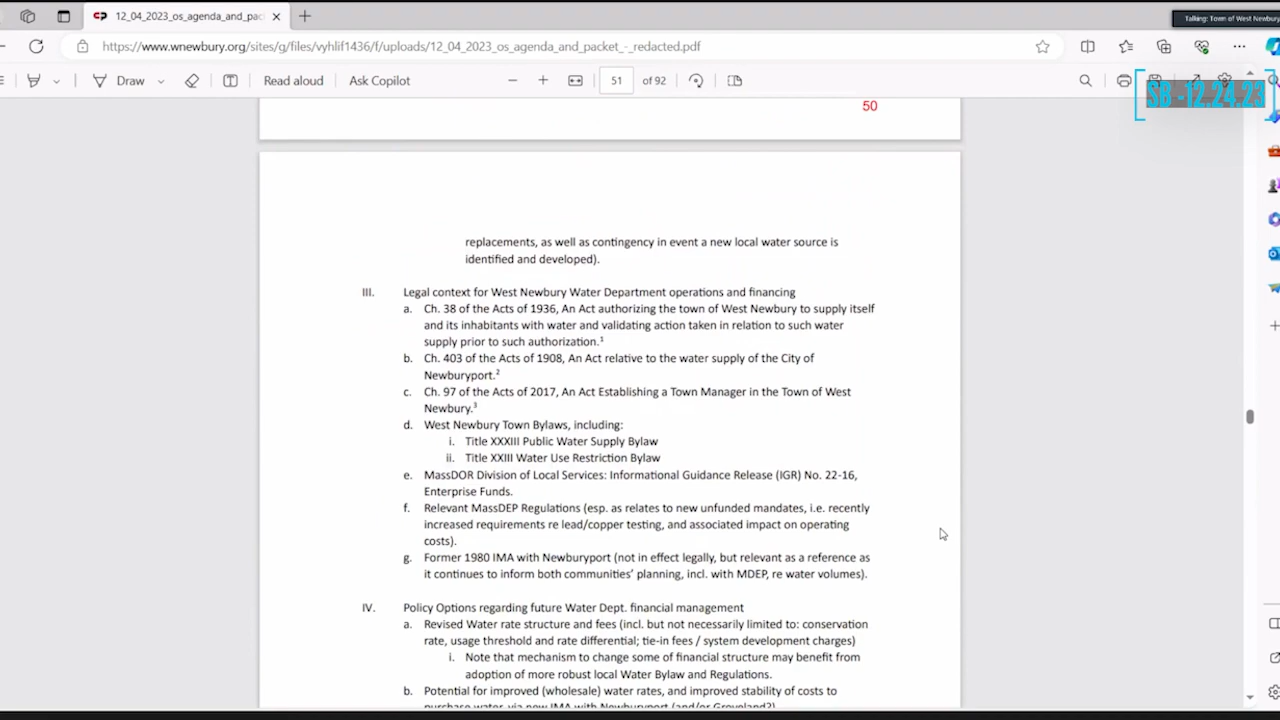 12_04_2023_os_agenda_and_pac
Talking: Town of West Newbury
https://www.wnewbury.org/sites/g/files/vyhlif1436/f/uploads/12_04_2023_os_agenda_and_packet_-_redacted.pdf
Draw
Read aloud
Ask Copilot
51 of 92
SB -12.24.23
50
replacements, as well as contingency in event a new local water source is
identified and developed).
III. Legal context for West Newbury Water Department operations and financing
a. Ch. 38 of the Acts of 1936, An Act authorizing the town of West Newbury to supply itself
and its inhabitants with water and validating action taken in relation to such water
supply prior to such authorization.¹
b. Ch. 403 of the Acts of 1908, An Act relative to the water supply of the City of
Newburyport.²
c. Ch. 97 of the Acts of 2017, An Act Establishing a Town Manager in the Town of West
Newbury.³
d. West Newbury Town Bylaws, including:
i. Title XXXIII Public Water Supply Bylaw
ii. Title XXIII Water Use Restriction Bylaw
e. MassDOR Division of Local Services: Informational Guidance Release (IGR) No. 22-16,
Enterprise Funds.
f. Relevant MassDEP Regulations (esp. as relates to new unfunded mandates, i.e. recently
increased requirements re lead/copper testing, and associated impact on operating
costs).
g. Former 1980 IMA with Newburyport (not in effect legally, but relevant as a reference as
it continues to inform both communities' planning, incl. with MDEP, re water volumes).
IV. Policy Options regarding future Water Dept. financial management
a. Revised Water rate structure and fees (incl. but not necessarily limited to: conservation
rate, usage threshold and rate differential; tie-in fees / system development charges)
i. Note that mechanism to change some of financial structure may benefit from
adoption of more robust local Water Bylaw and Regulations.
b. Potential for improved (wholesale) water rates, and improved stability of costs to
purchase water, via new IMA with Newburyport (and/or Groveland?)